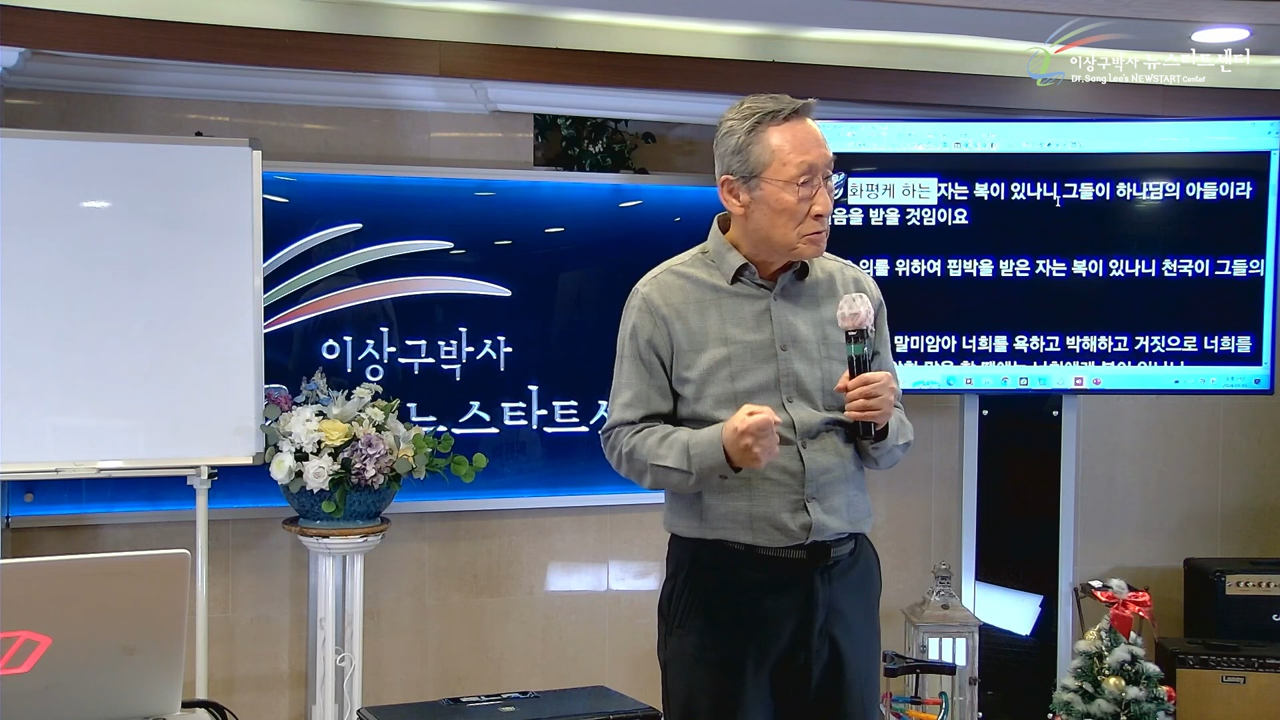 이상구박사 뉴스타트센터
Dr. Sang Lee's NEWSTART Center
화평케 하는 자는 복이 있나니 그들이 하나님의 아들이라
음을 받을 것임이요
의를 위하여 핍박을 받은 자는 복이 있나니 천국이 그들의
말미암아 너희를 욕하고 박해하고 거짓으로 너희를
이상구박사
뉴스타트
Laney